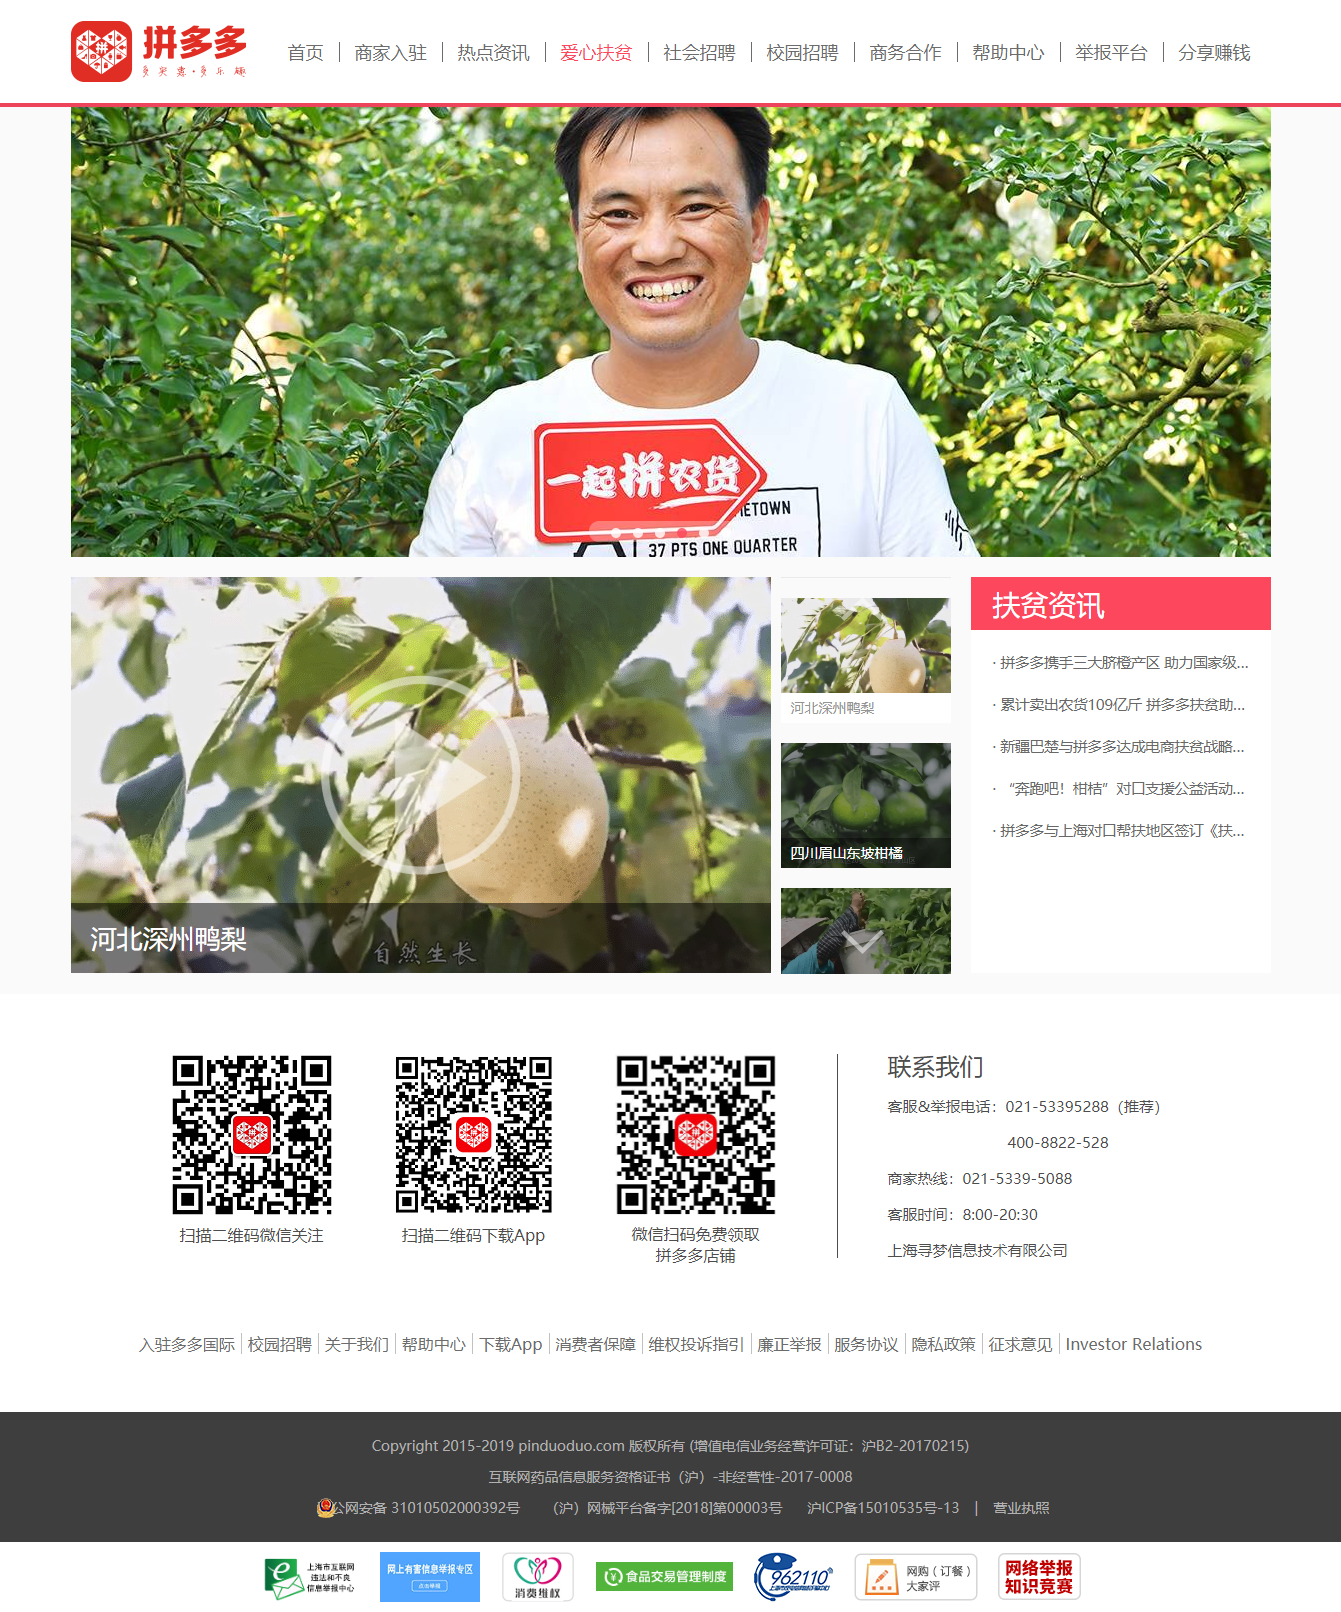 拼多多
多实惠·多乐趣
首页 商家入驻 热点资讯 爱心扶贫 社会招聘 校园招聘 商务合作 帮助中心 举报平台 分享赚钱
一起拼农货
METOWN
37 PTS ONE QUARTER
河北深州鸭梨
自然生长
河北深州鸭梨
四川眉山东坡柑橘
扶贫资讯
· 拼多多携手三大脐橙产区 助力国家级...
· 累计卖出农货109亿斤 拼多多扶贫助...
· 新疆巴楚与拼多多达成电商扶贫战略...
· “奔跑吧！柑桔”对口支援公益活动...
· 拼多多与上海对口帮扶地区签订《扶...
扫描二维码微信关注
扫描二维码下载App
微信扫码免费领取
拼多多店铺
联系我们
客服&举报电话：021-53395288（推荐）
400-8822-528
商家热线：021-5339-5088
客服时间：8:00-20:30
上海寻梦信息技术有限公司
入驻多多国际 校园招聘 关于我们 帮助中心 下载App 消费者保障 维权投诉指引 廉正举报 服务协议 隐私政策 征求意见 Investor Relations
Copyright 2015-2019 pinduoduo.com 版权所有 (增值电信业务经营许可证：沪B2-20170215)
互联网药品信息服务资格证书（沪）-非经营性-2017-0008
公网安备 31010502000392号 （沪）网械平台备字[2018]第00003号 沪ICP备15010535号-13 | 营业执照
上海市互联网
违法和不良
信息举报中心
网上有害信息举报专区
点击举报
消费维权
食品交易管理制度
962110
网购（订餐）
大家评
网络举报
知识竞赛